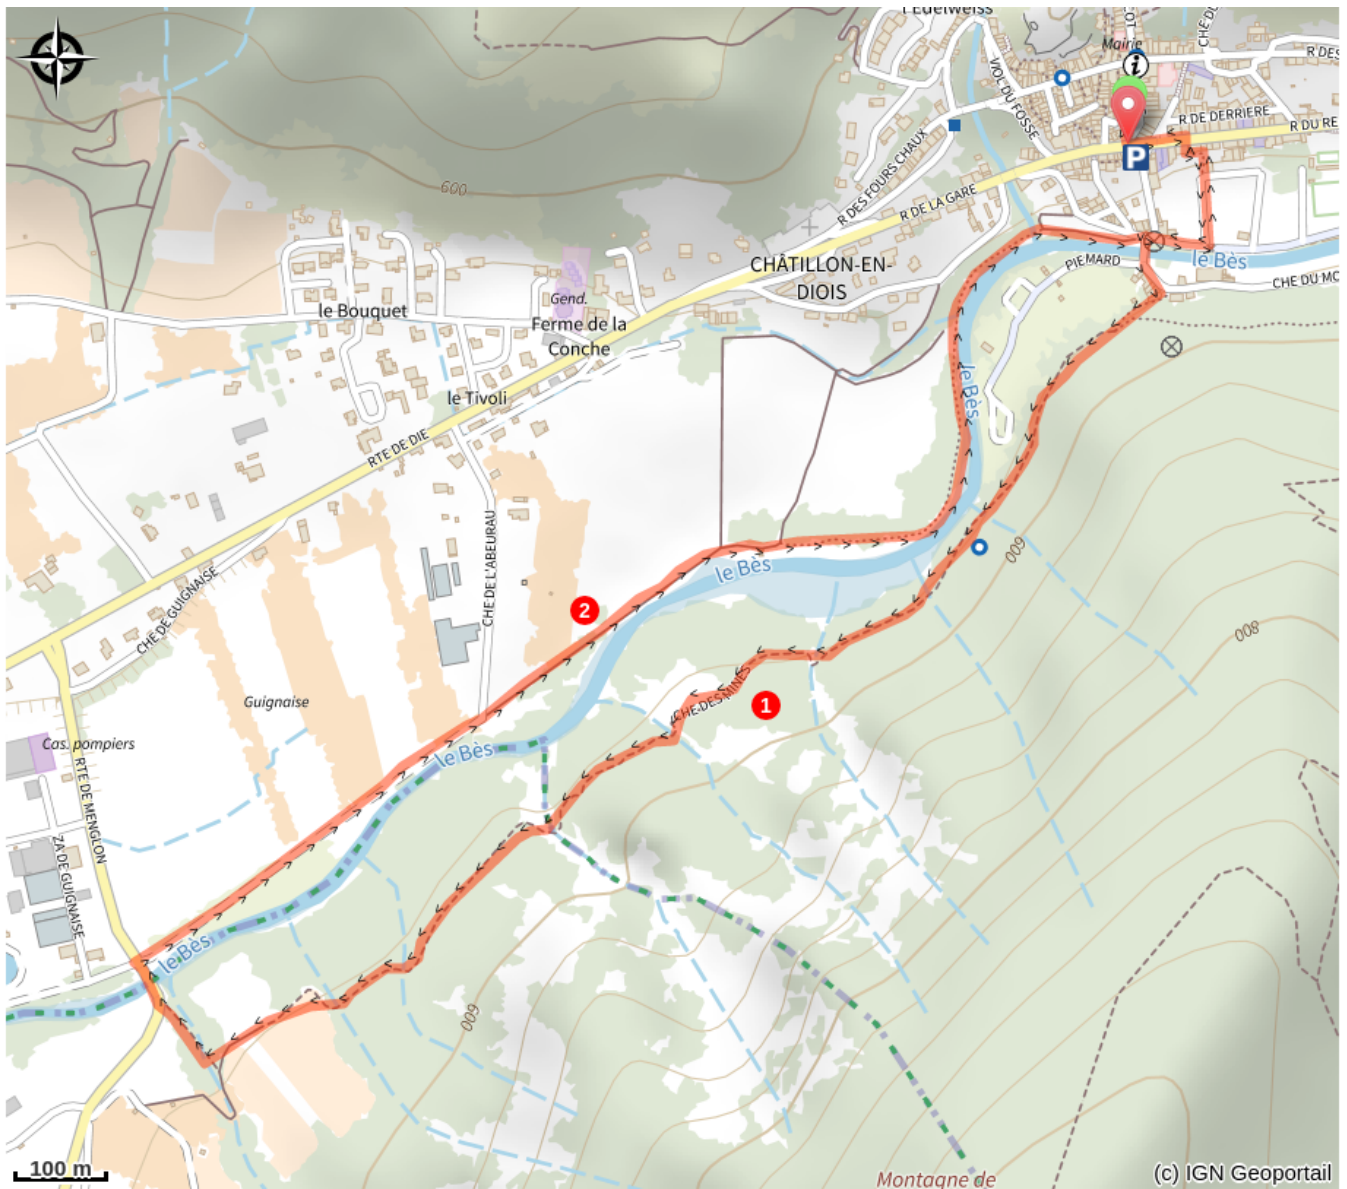 l'Edelweiss
Mairie
i
R DES
VIOL DU FOSSE
R DE DERRIERE
R DU RE
P
R DES FOURS CHAUX
600
R DE LA GARE
CHÂTILLON-EN-
DIOIS
PIEMARD
le Bès
CHE DU MO
Gend.
le Bouquet
Ferme de la
Conche
le Tivoli
le Bès
RTE DE DIE
CHE DE L'ABEURAU
600
le Bès
CHE DE GUIGNAISE
2
800
CHE DES MINES
1
Guignaise
Cas. pompiers
le Bès
RTE DE MENGLON
ZA DE GUIGNAISE
le Bès
600
100 m
Montagne de
(c) IGN Geoportail